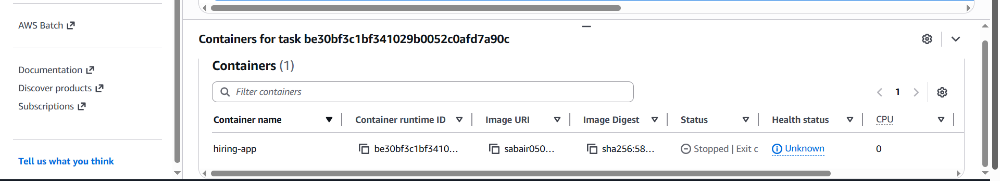 AWS Batch
Documentation
Discover products
Subscriptions
Tell us what you think
Containers for task be30bf3c1bf341029b0052c0afd7a90c
Containers (1)
Filter containers
1
Container name Container runtime ID Image URI Image Digest Status Health status CPU
hiring-app be30bf3c1bf3410... sabair050... sha256:58... Stopped | Exit c Unknown 0